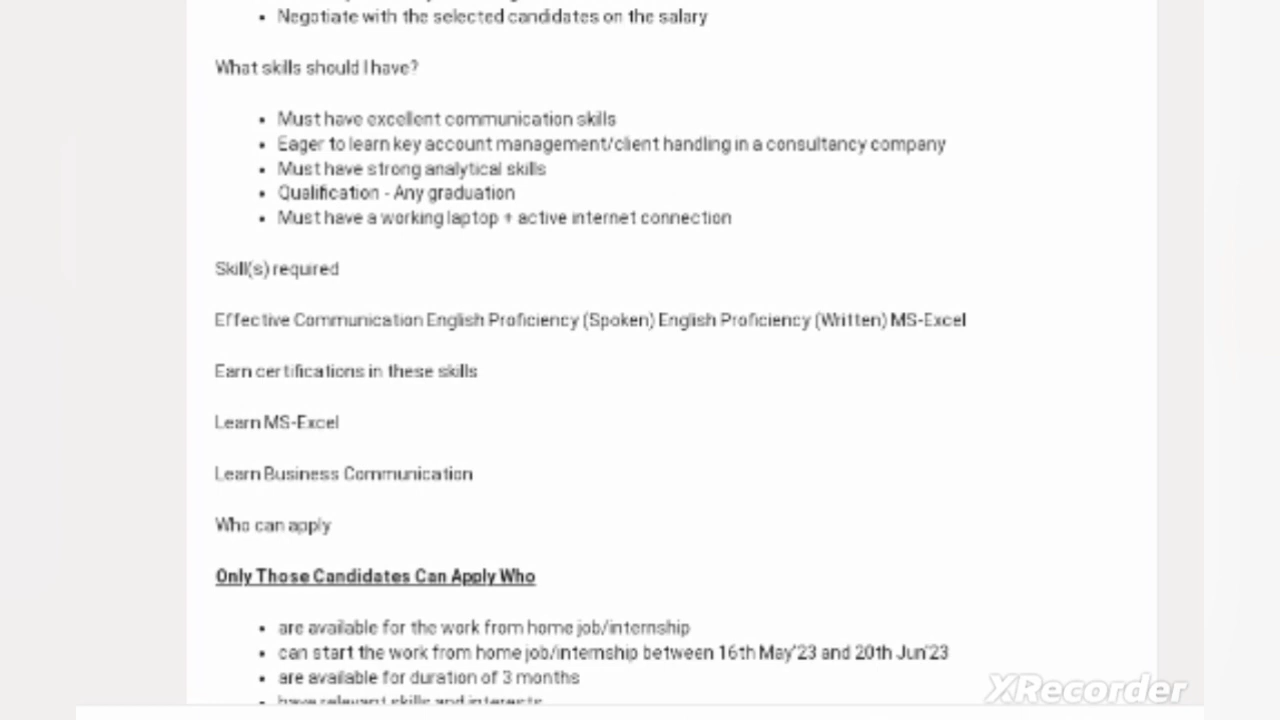 • Negotiate with the selected candidates on the salary
What skills should I have?
• Must have excellent communication skills
• Eager to learn key account management/client handling in a consultancy company
• Must have strong analytical skills
• Qualification - Any graduation
• Must have a working laptop + active internet connection
Skill(s) required
Effective Communication English Proficiency (Spoken) English Proficiency (Written) MS-Excel
Earn certifications in these skills
Learn MS-Excel
Learn Business Communication
Who can apply
Only Those Candidates Can Apply Who
• are available for the work from home job/internship
• can start the work from home job/internship between 16th May'23 and 20th Jun'23
• are available for duration of 3 months
• have relevant skills and interests
XRecorder